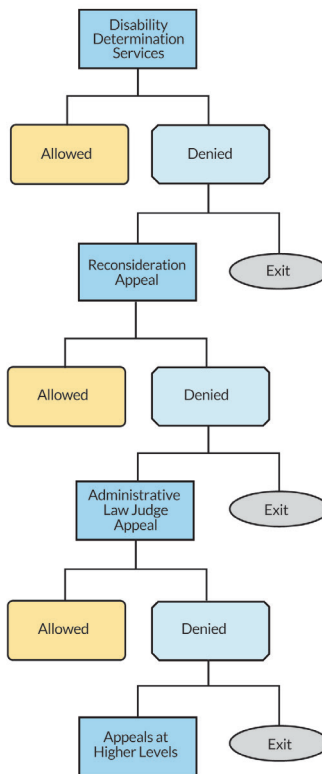 Disability
Determination
Services
Allowed
Denied
Reconsideration
Appeal
Exit
Allowed
Denied
Administrative
Law Judge
Appeal
Exit
Allowed
Denied
Appeals at
Higher Levels
Exit